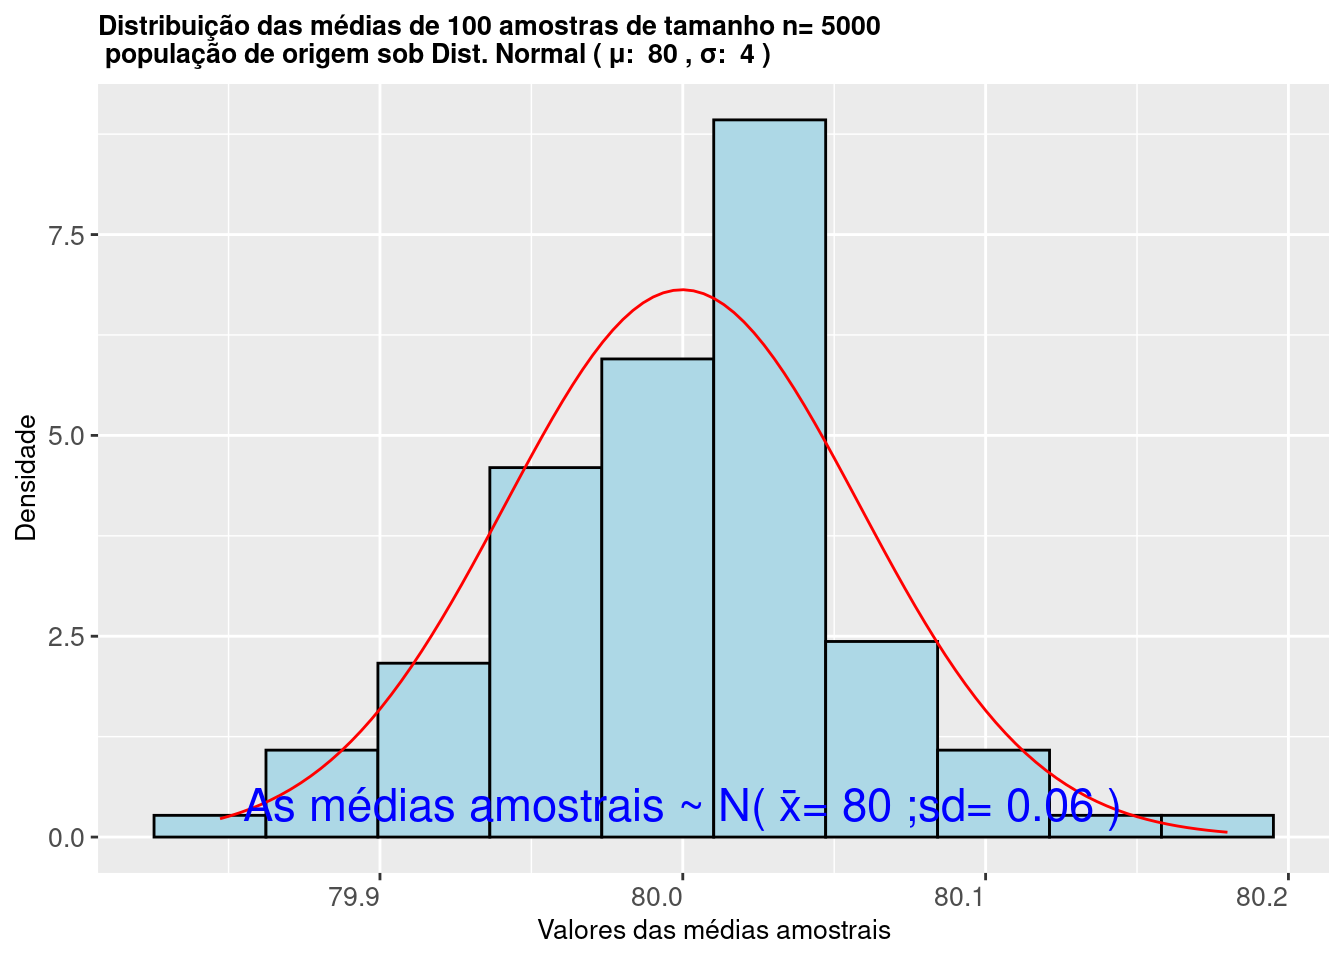 Distribuição das médias de 100 amostras de tamanho n= 5000
população de origem sob Dist. Normal ( μ:  80 , σ:  4 )
7.5
5.0
2.5
0.0
Densidade
As médias amostrais ~ N( x̄= 80 ;sd= 0.06 )
79.9
80.0
80.1
80.2
Valores das médias amostrais